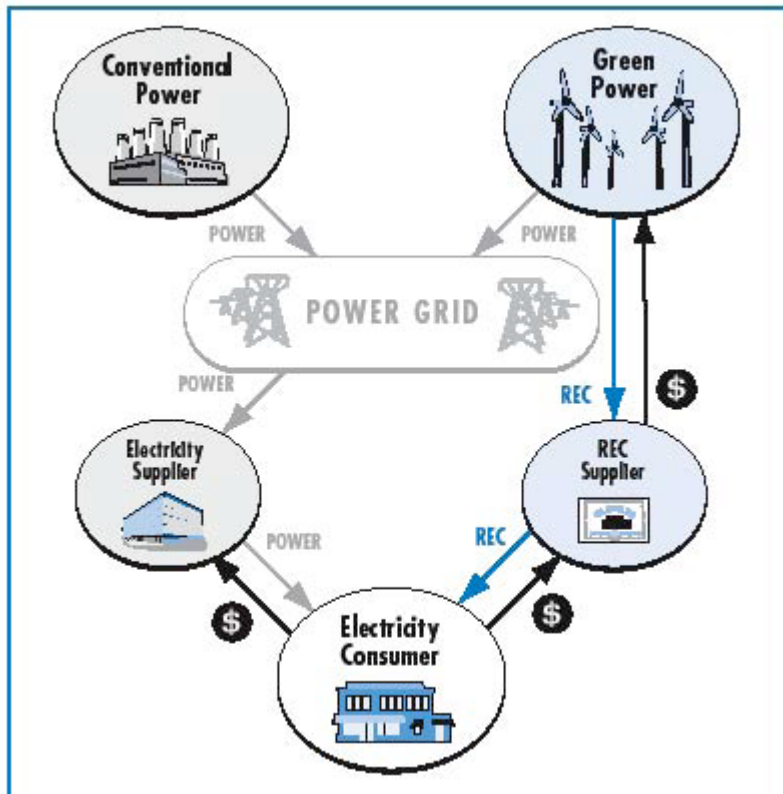 Conventional
Power
Green
Power
POWER
POWER
POWER GRID
POWER
REC
$
Electricity
Supplier
REC
Supplier
POWER
REC
$
$
Electricity
Consumer